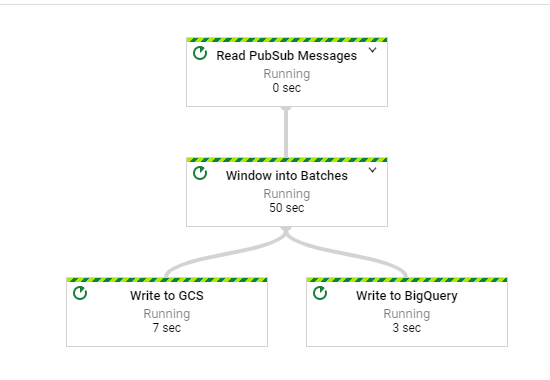 Read PubSub Messages
Running
0 sec
Window into Batches
Running
50 sec
Write to GCS
Running
7 sec
Write to BigQuery
Running
3 sec